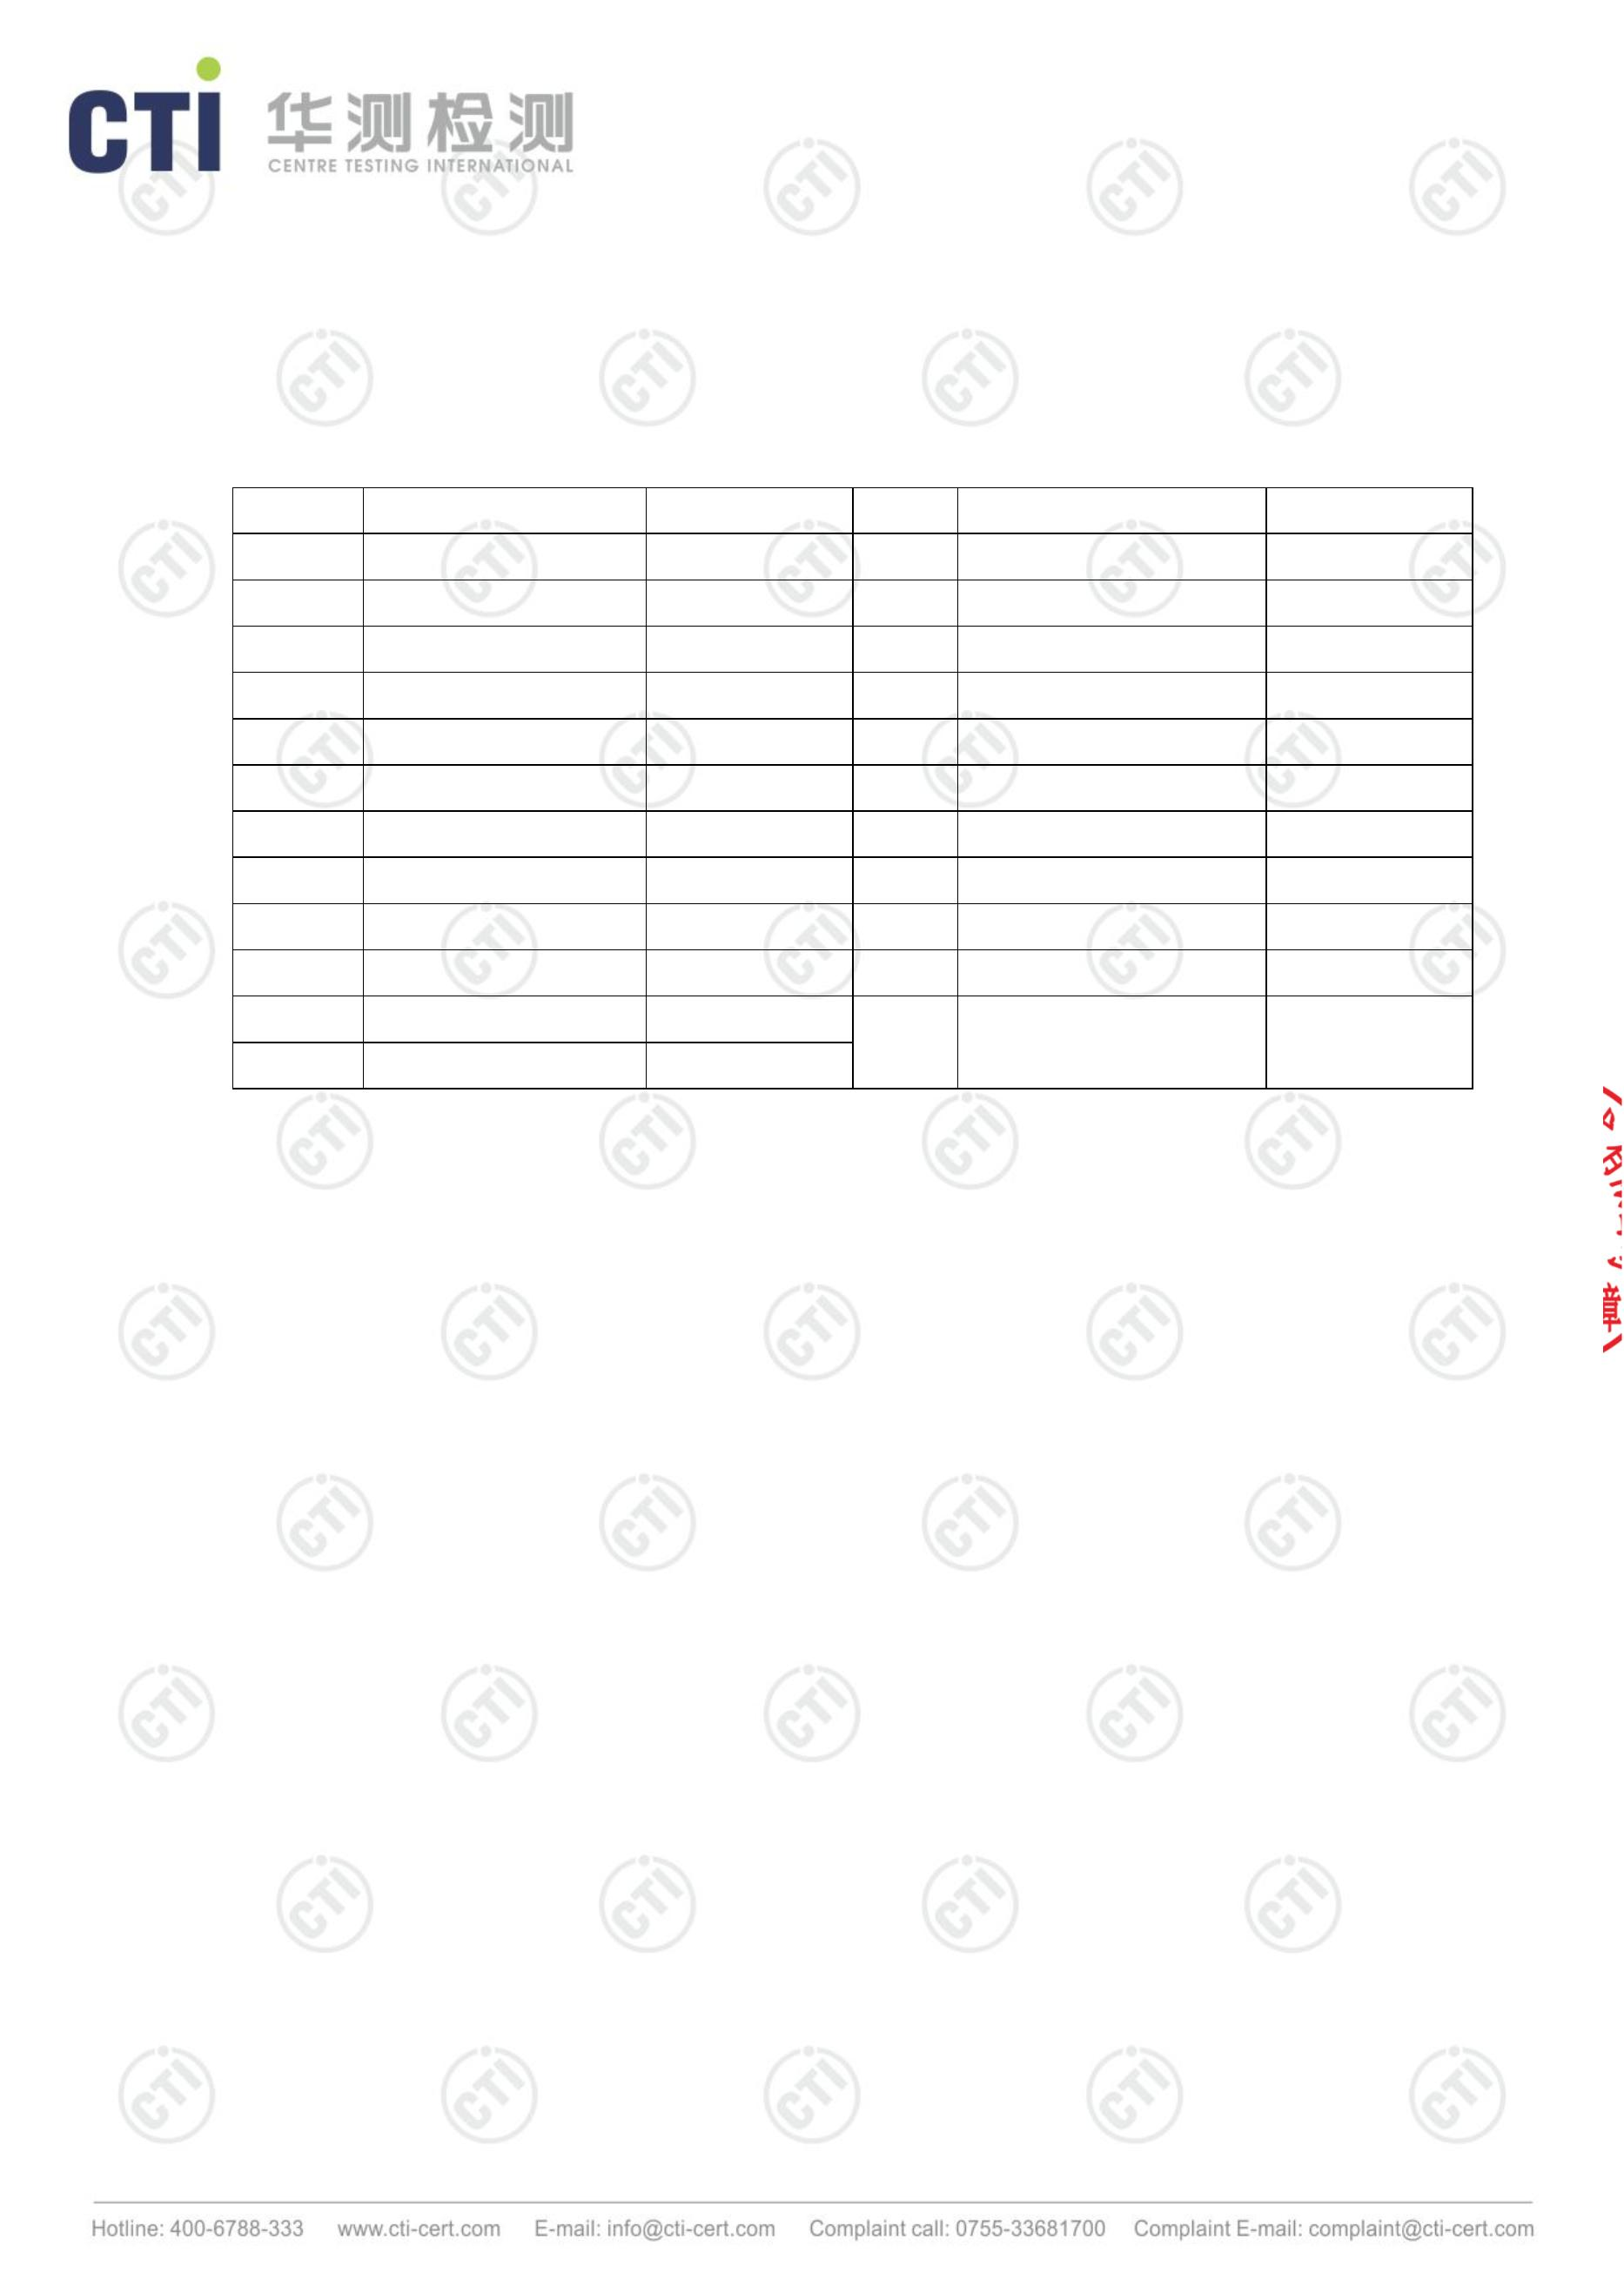 CTI 华测检测
CENTRE TESTING INTERNATIONAL
Hotline: 400-6788-333 www.cti-cert.com E-mail: info@cti-cert.com Complaint call: 0755-33681700 Complaint E-mail: complaint@cti-cert.com